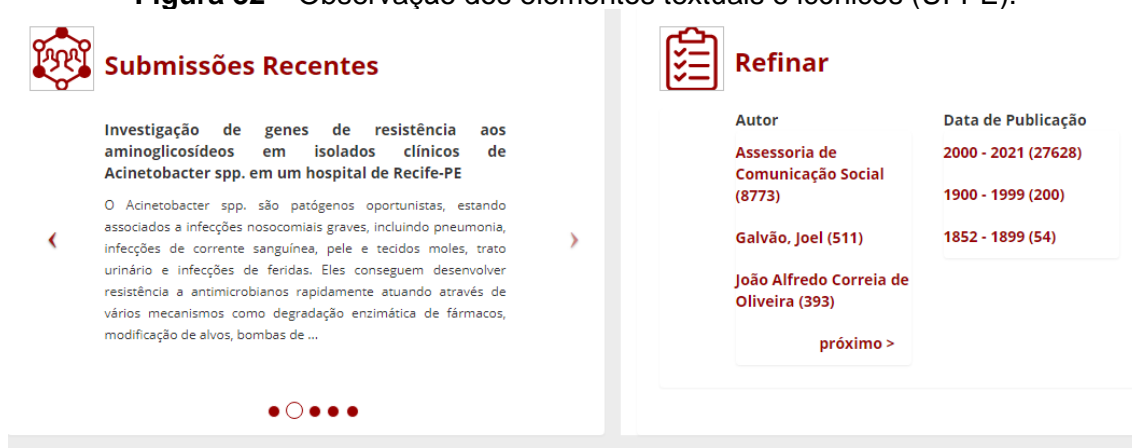 Figura 32 – Observação dos elementos textuais e icônicos (UFPE).
Submissões Recentes
Investigação de genes de resistência aos
aminoglicosídeos em isolados clínicos de
Acinetobacter spp. em um hospital de Recife-PE
O Acinetobacter spp. são patógenos oportunistas, estando
associados a infecções nosocomiais graves, incluindo pneumonia,
infecções de corrente sanguínea, pele e tecidos moles, trato
urinário e infecções de feridas. Eles conseguem desenvolver
resistência a antimicrobianos rapidamente atuando através de
vários mecanismos como degradação enzimática de fármacos,
modificação de alvos, bombas de ...
Refinar
Autor
Assessoria de
Comunicação Social
(8773)
Galvão, Joel (511)
João Alfredo Correia de
Oliveira (393)
próximo >
Data de Publicação
2000 - 2021 (27628)
1900 - 1999 (200)
1852 - 1899 (54)